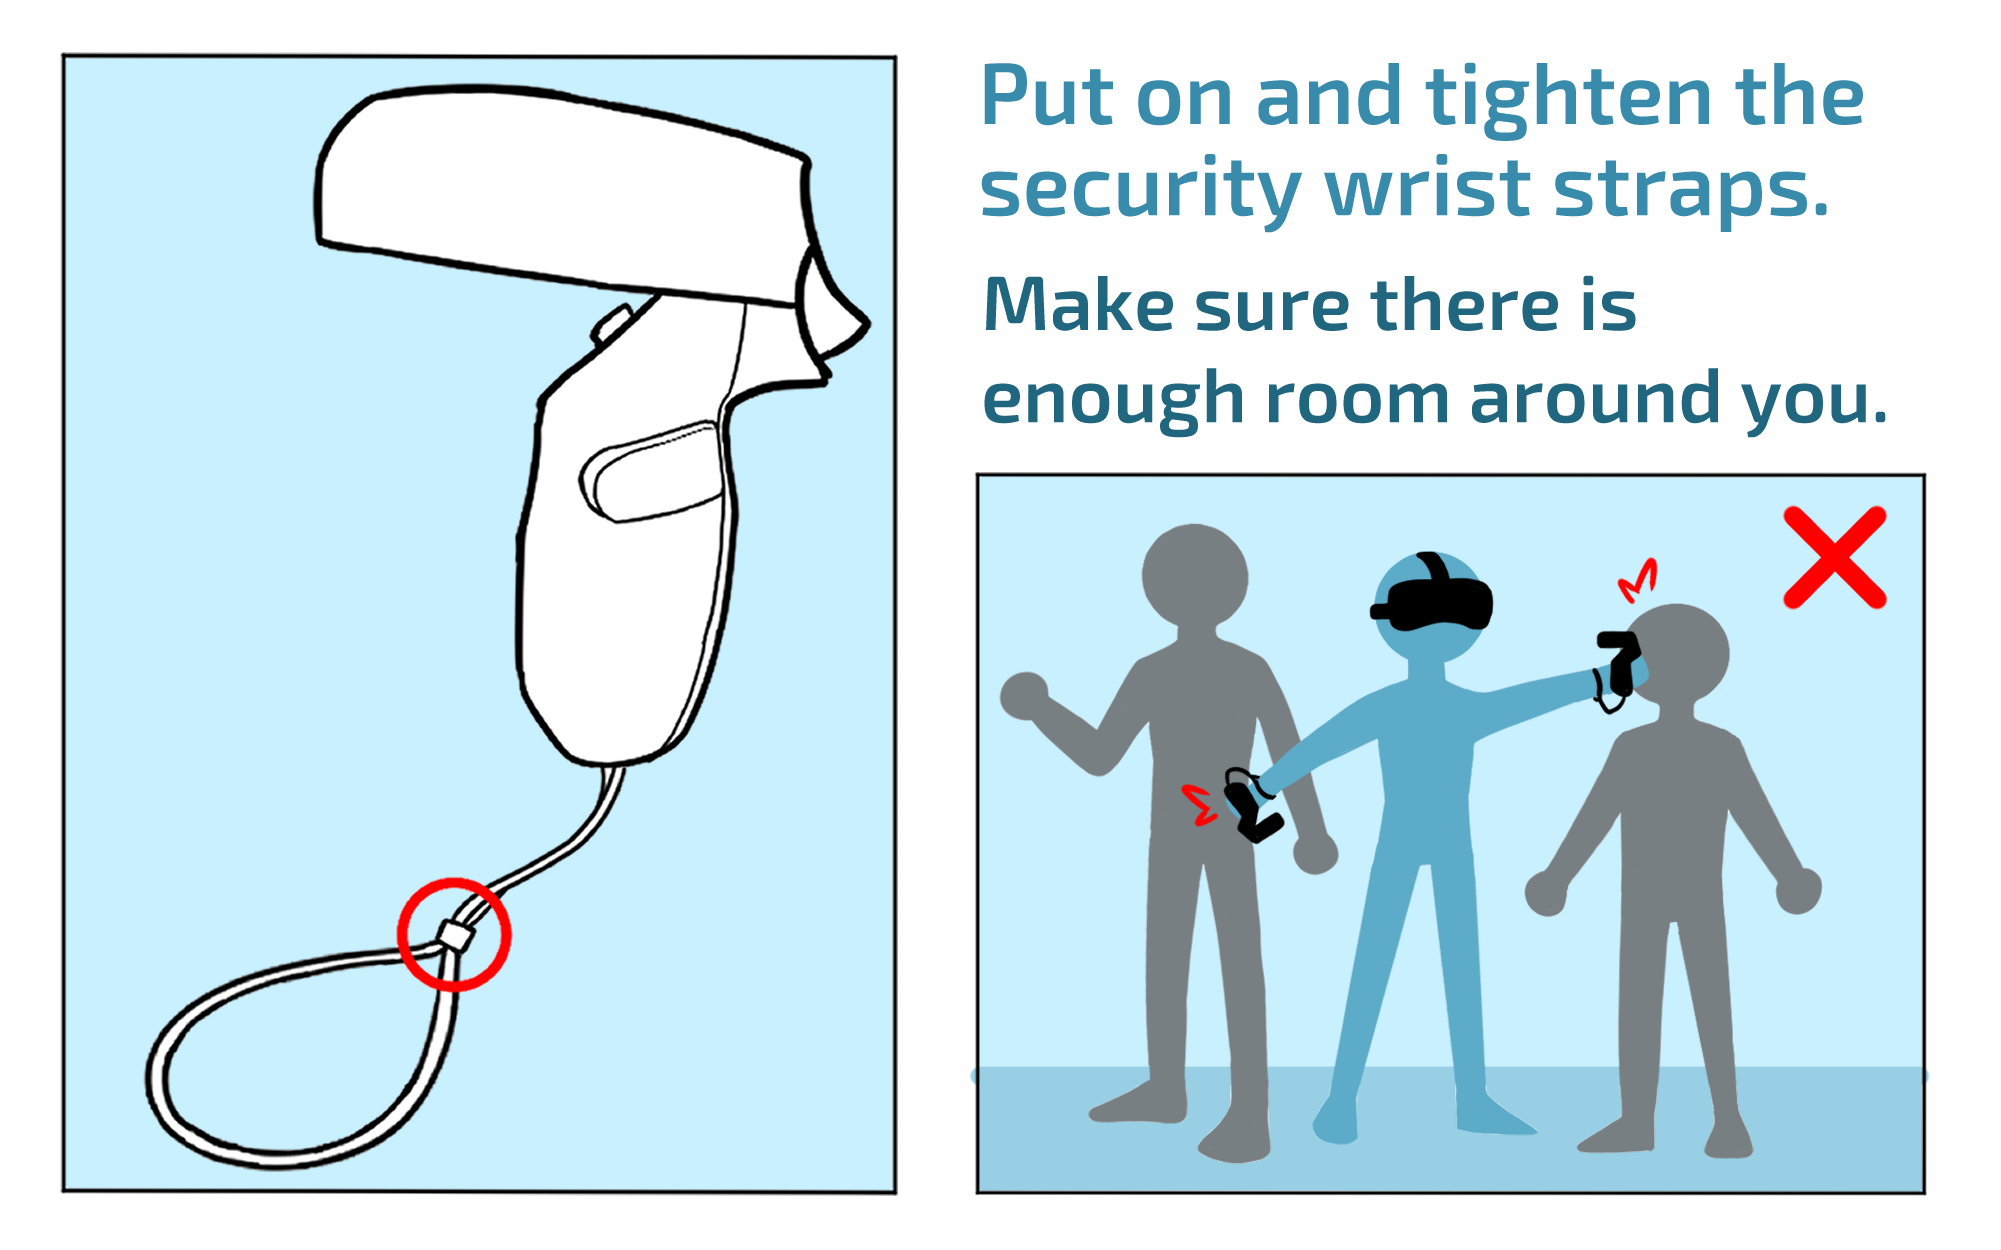 Put on and tighten the
security wrist straps.
Make sure there is
enough room around you.